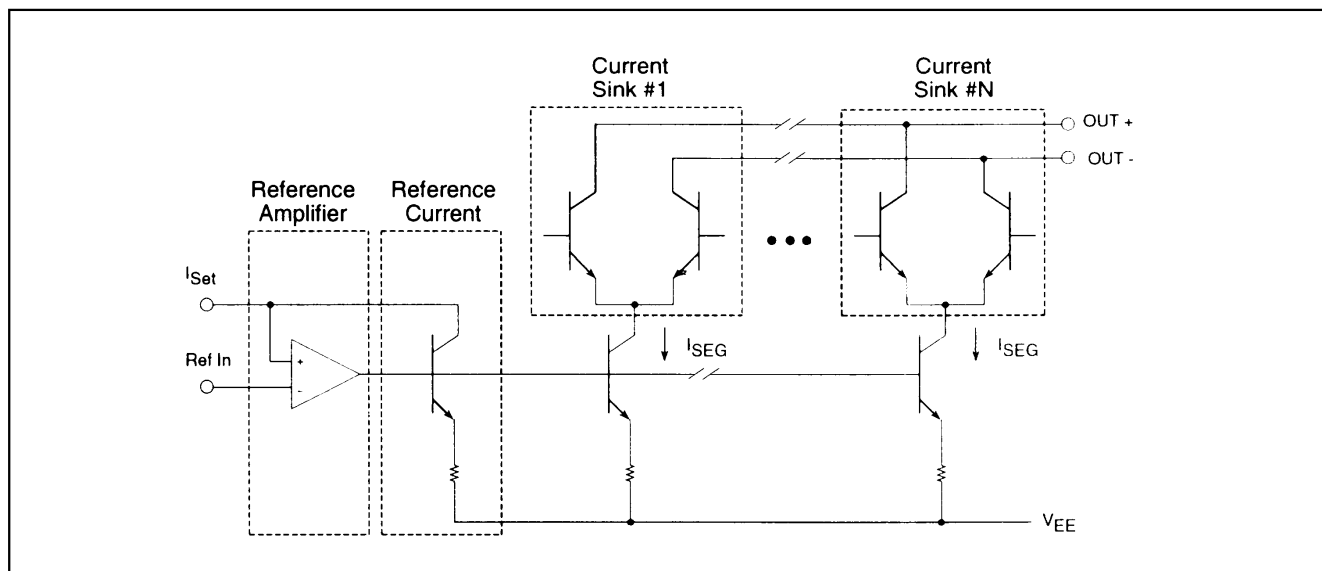 Current
Sink #1
Current
Sink #N
OUT +
OUT -
Reference
Amplifier
Reference
Current
ISet
Ref In
+
-
ISEG
ISEG
VEE